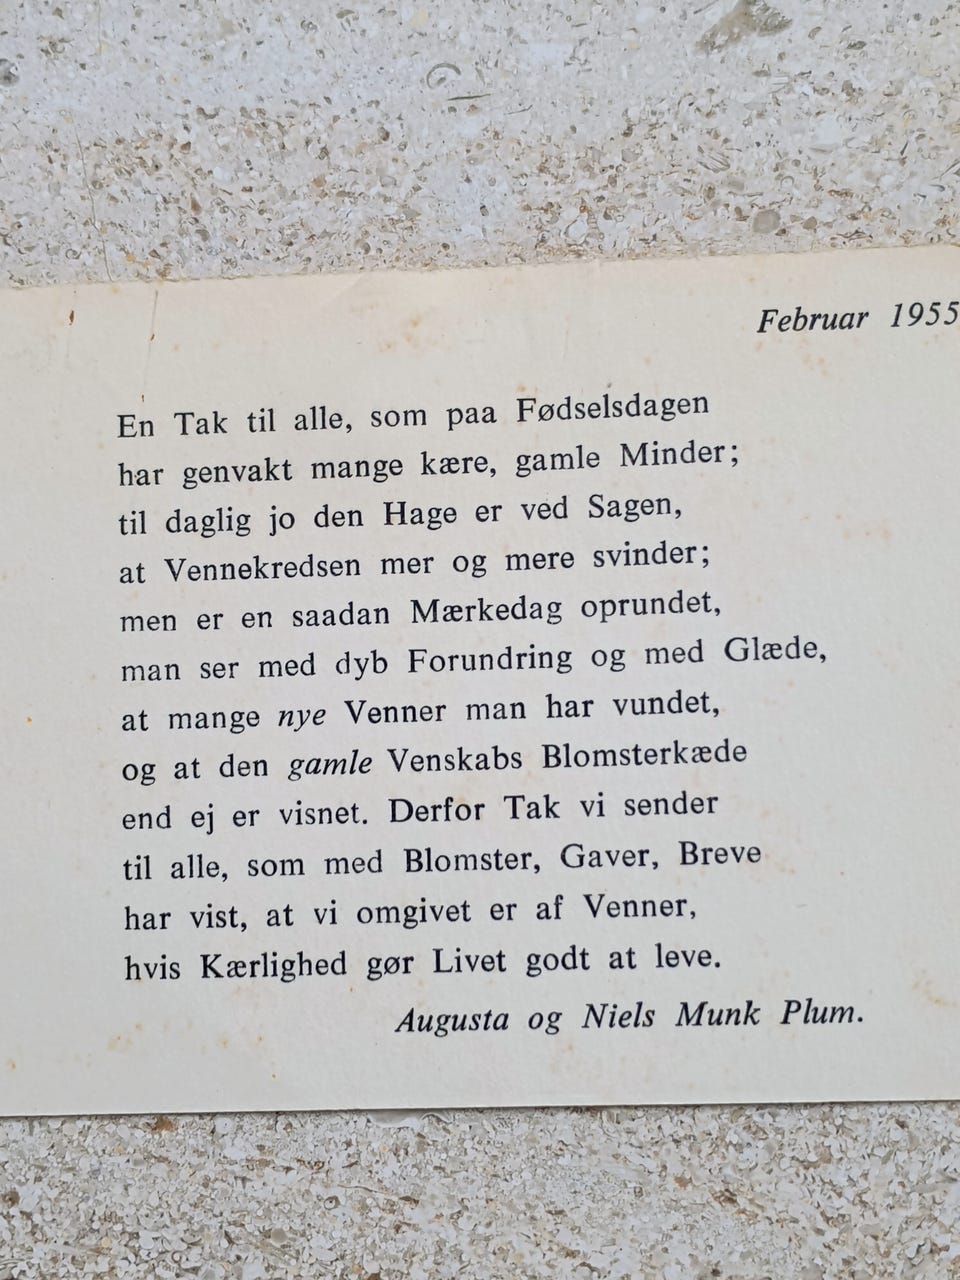 Februar 1955
En Tak til alle, som paa Fødselsdagen
har genvakt mange kære, gamle Minder;
til daglig jo den Hage er ved Sagen,
at Vennekredsen mer og mere svinder;
men er en saadan Mærkedag oprundet,
man ser med dyb Forundring og med Glæde,
at mange nye Venner man har vundet,
og at den gamle Venskabs Blomsterkæde
end ej er visnet. Derfor Tak vi sender
til alle, som med Blomster, Gaver, Breve
har vist, at vi omgivet er af Venner,
hvis Kærlighed gør Livet godt at leve.
Augusta og Niels Munk Plum.